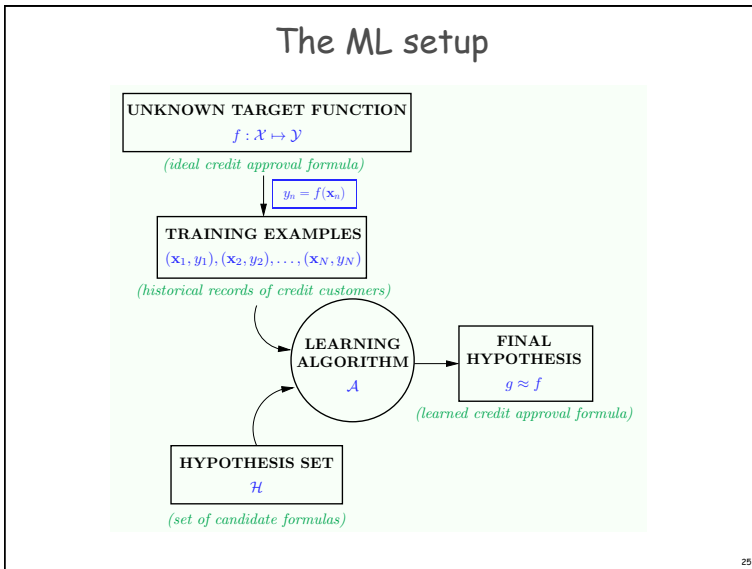 The ML setup
UNKNOWN TARGET FUNCTION
f : 𝒳 ↦ 𝒴
(ideal credit approval formula)
yₙ = f(xₙ)
TRAINING EXAMPLES
(x₁, y₁), (x₂, y₂), . . . , (x_N, y_N)
(historical records of credit customers)
LEARNING
ALGORITHM
𝒜
FINAL
HYPOTHESIS
g ≈ f
(learned credit approval formula)
HYPOTHESIS SET
ℋ
(set of candidate formulas)
25